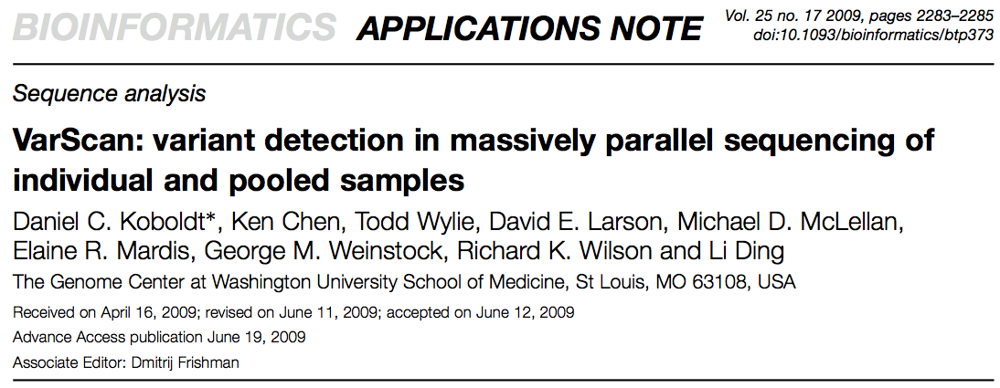 BIOINFORMATICS APPLICATIONS NOTE Vol. 25 no. 17 2009, pages 2283–2285
doi:10.1093/bioinformatics/btp373
Sequence analysis
VarScan: variant detection in massively parallel sequencing of
individual and pooled samples
Daniel C. Koboldt*, Ken Chen, Todd Wylie, David E. Larson, Michael D. McLellan,
Elaine R. Mardis, George M. Weinstock, Richard K. Wilson and Li Ding
The Genome Center at Washington University School of Medicine, St Louis, MO 63108, USA
Received on April 16, 2009; revised on June 11, 2009; accepted on June 12, 2009
Advance Access publication June 19, 2009
Associate Editor: Dmitrij Frishman